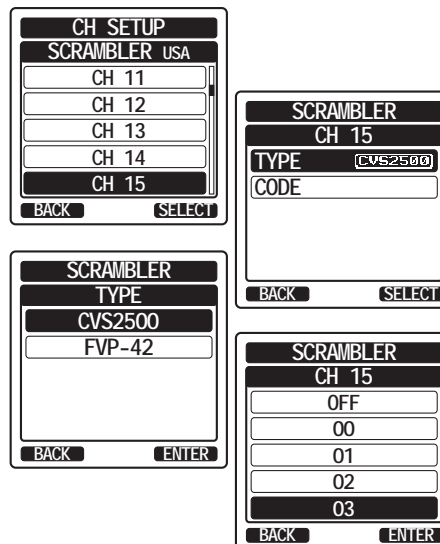 CH SETUP
SCRAMBLER USA
CH 11
CH 12
CH 13
CH 14
CH 15
BACK SELECT
SCRAMBLER
CH 15
TYPE CVS2500
CODE
BACK SELECT
SCRAMBLER
TYPE
CVS2500
FVP-42
BACK ENTER
SCRAMBLER
CH 15
OFF
00
01
02
03
BACK ENTER